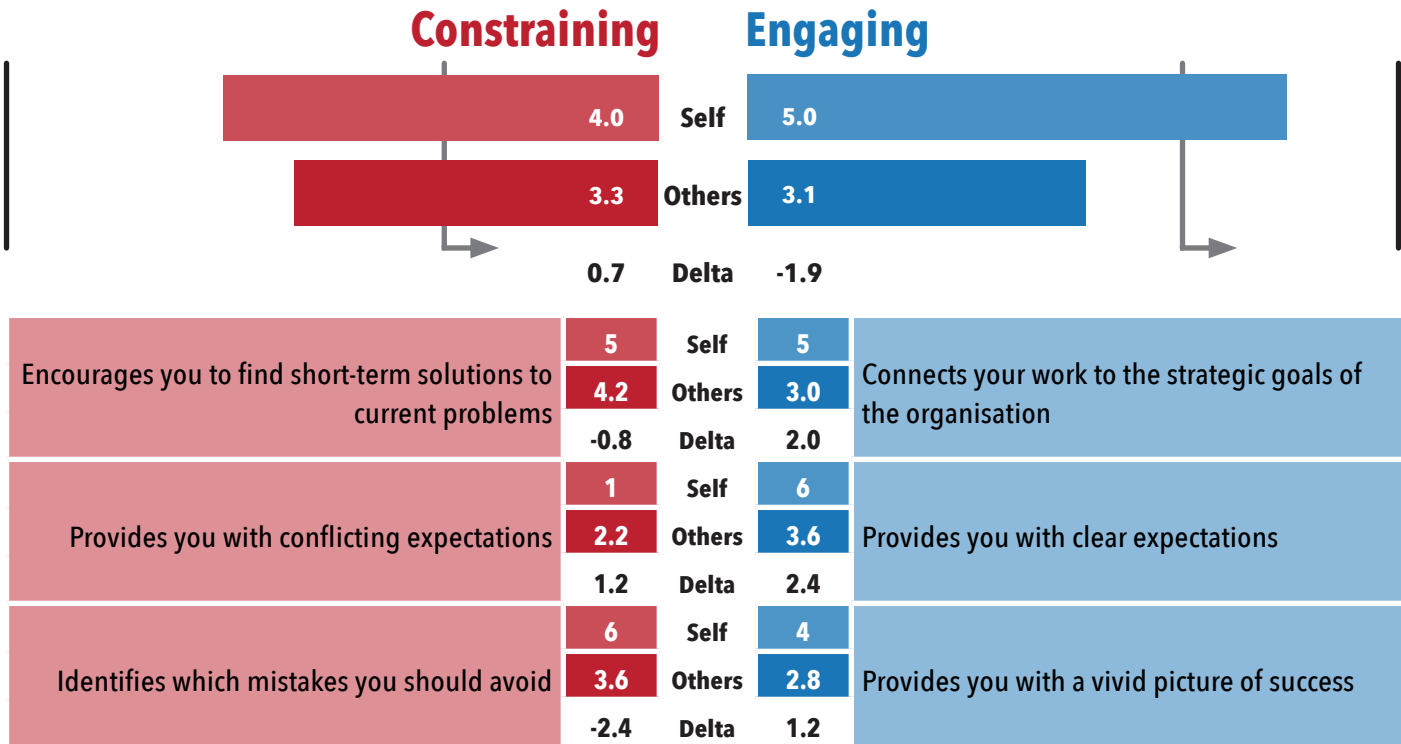 Constraining Engaging
4.0 Self 5.0
3.3 Others 3.1
0.7 Delta -1.9
Encourages you to find short-term solutions to
current problems
5 Self 5
4.2 Others 3.0
-0.8 Delta 2.0
Connects your work to the strategic goals of
the organisation
Provides you with conflicting expectations
1 Self 6
2.2 Others 3.6
1.2 Delta 2.4
Provides you with clear expectations
Identifies which mistakes you should avoid
6 Self 4
3.6 Others 2.8
-2.4 Delta 1.2
Provides you with a vivid picture of success